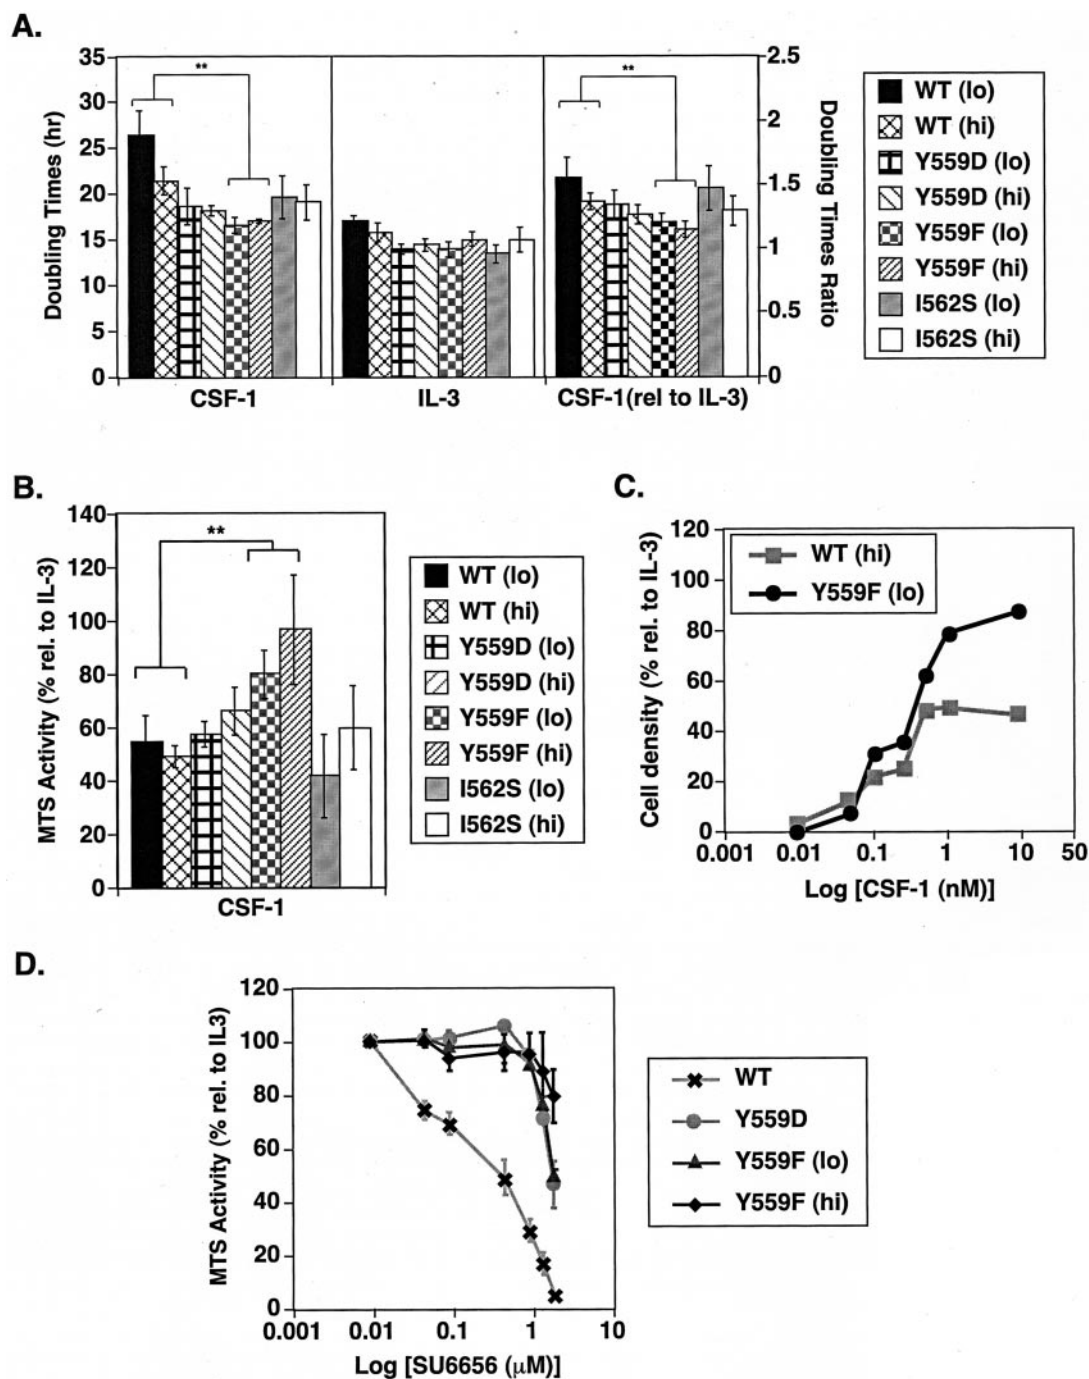 A.
35
30
25
20
15
10
5
0
Doubling Times (hr)
**
**
CSF-1
IL-3
CSF-1(rel to IL-3)
2.5
2
1.5
1
0.5
0
Doubling Times Ratio
WT (lo)
WT (hi)
Y559D (lo)
Y559D (hi)
Y559F (lo)
Y559F (hi)
I562S (lo)
I562S (hi)
B.
140
120
100
80
60
40
20
0
MTS Activity (% rel. to IL-3)
**
CSF-1
WT (lo)
WT (hi)
Y559D (lo)
Y559D (hi)
Y559F (lo)
Y559F (hi)
I562S (lo)
I562S (hi)
C.
120
100
80
60
40
20
0
Cell density (% rel. to IL-3)
WT (hi)
Y559F (lo)
0.001
0.01
0.1
1
10
50
Log [CSF-1 (nM)]
D.
120
100
80
60
40
20
0
MTS Activity (% rel. to IL3)
0.001
0.01
0.1
1
10
Log [SU6656 (μM)]
WT
Y559D
Y559F (lo)
Y559F (hi)